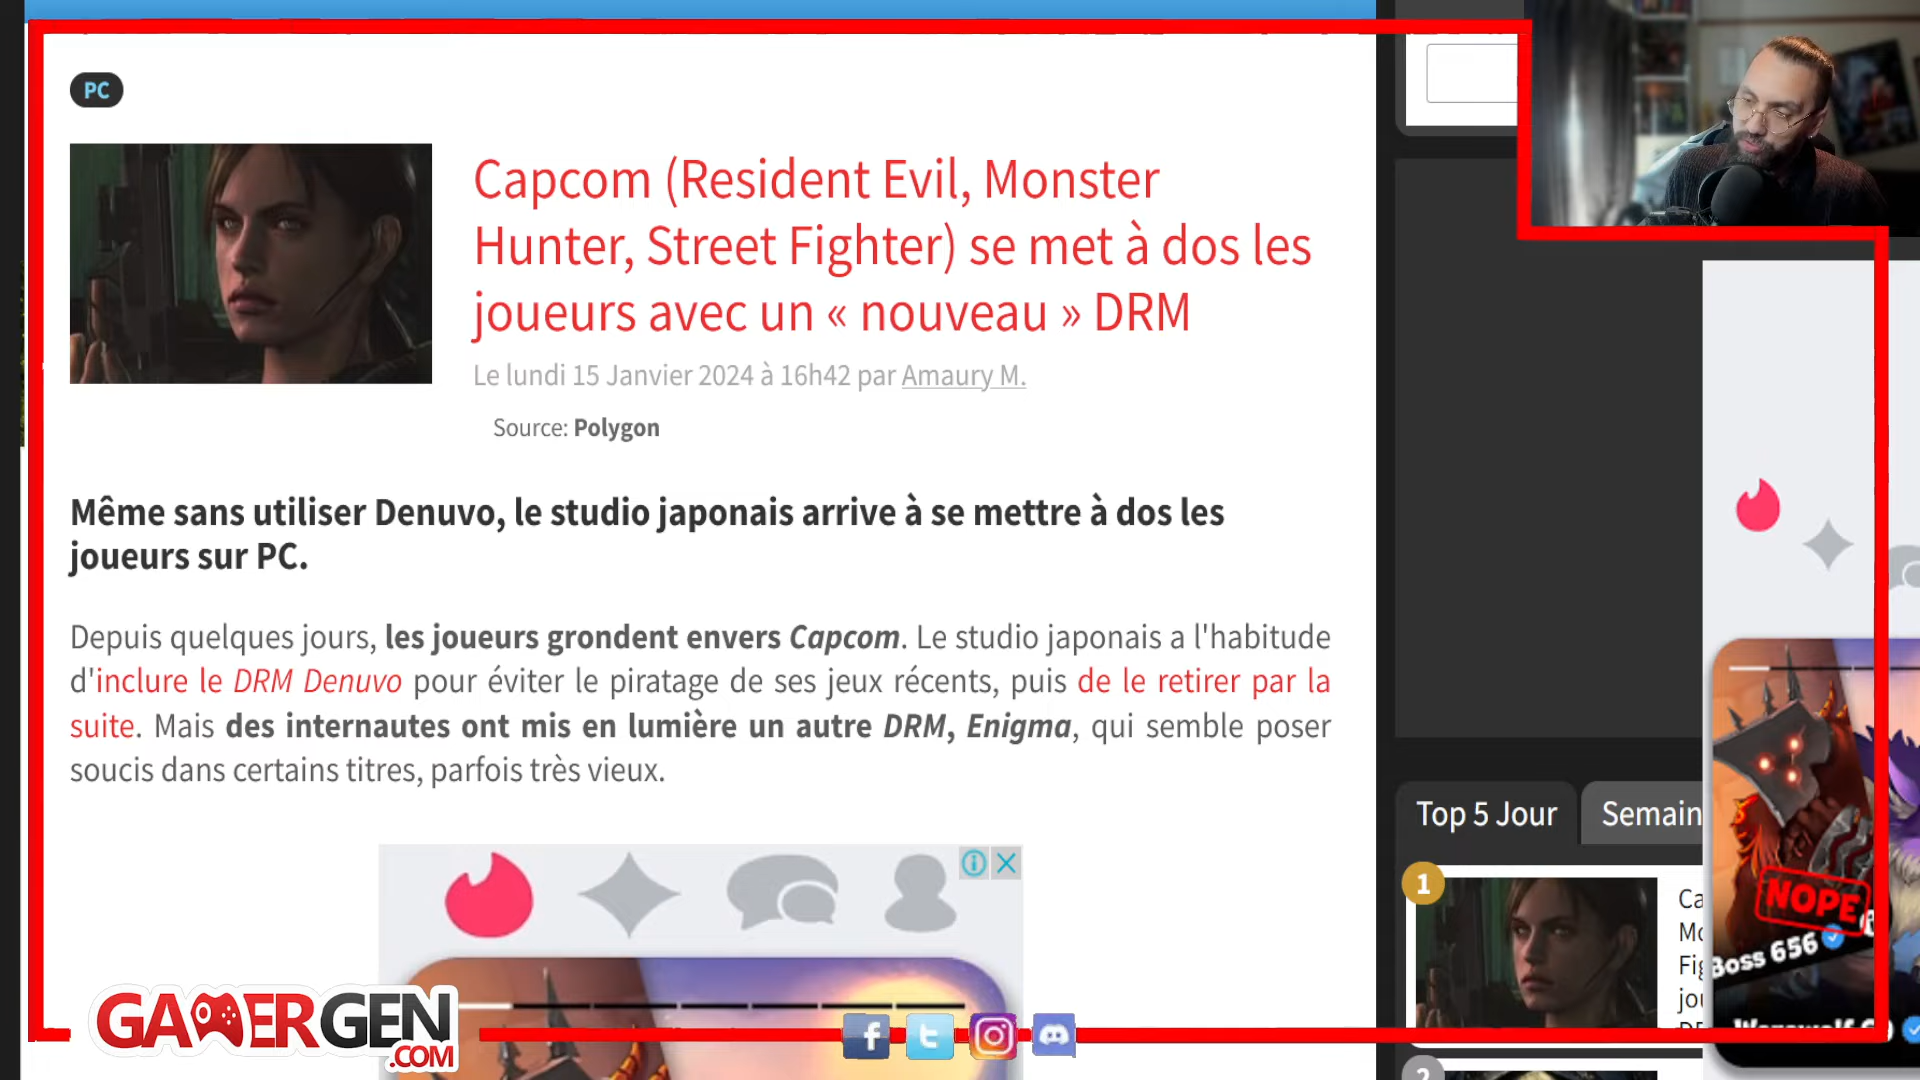 PC
Capcom (Resident Evil, Monster
Hunter, Street Fighter) se met à dos les
joueurs avec un « nouveau » DRM
Le lundi 15 Janvier 2024 à 16h42 par Amaury M.
Source: Polygon
Même sans utiliser Denuvo, le studio japonais arrive à se mettre à dos les
joueurs sur PC.
Depuis quelques jours, les joueurs grondent envers Capcom. Le studio japonais a l'habitude
d'inclure le DRM Denuvo pour éviter le piratage de ses jeux récents, puis de le retirer par la
suite. Mais des internautes ont mis en lumière un autre DRM, Enigma, qui semble poser
soucis dans certains titres, parfois très vieux.
Top 5 Jour
Semain
1
Ca
Mo
Fig
jou
NOPE
Boss 656
2
GAMERGEN
.COM